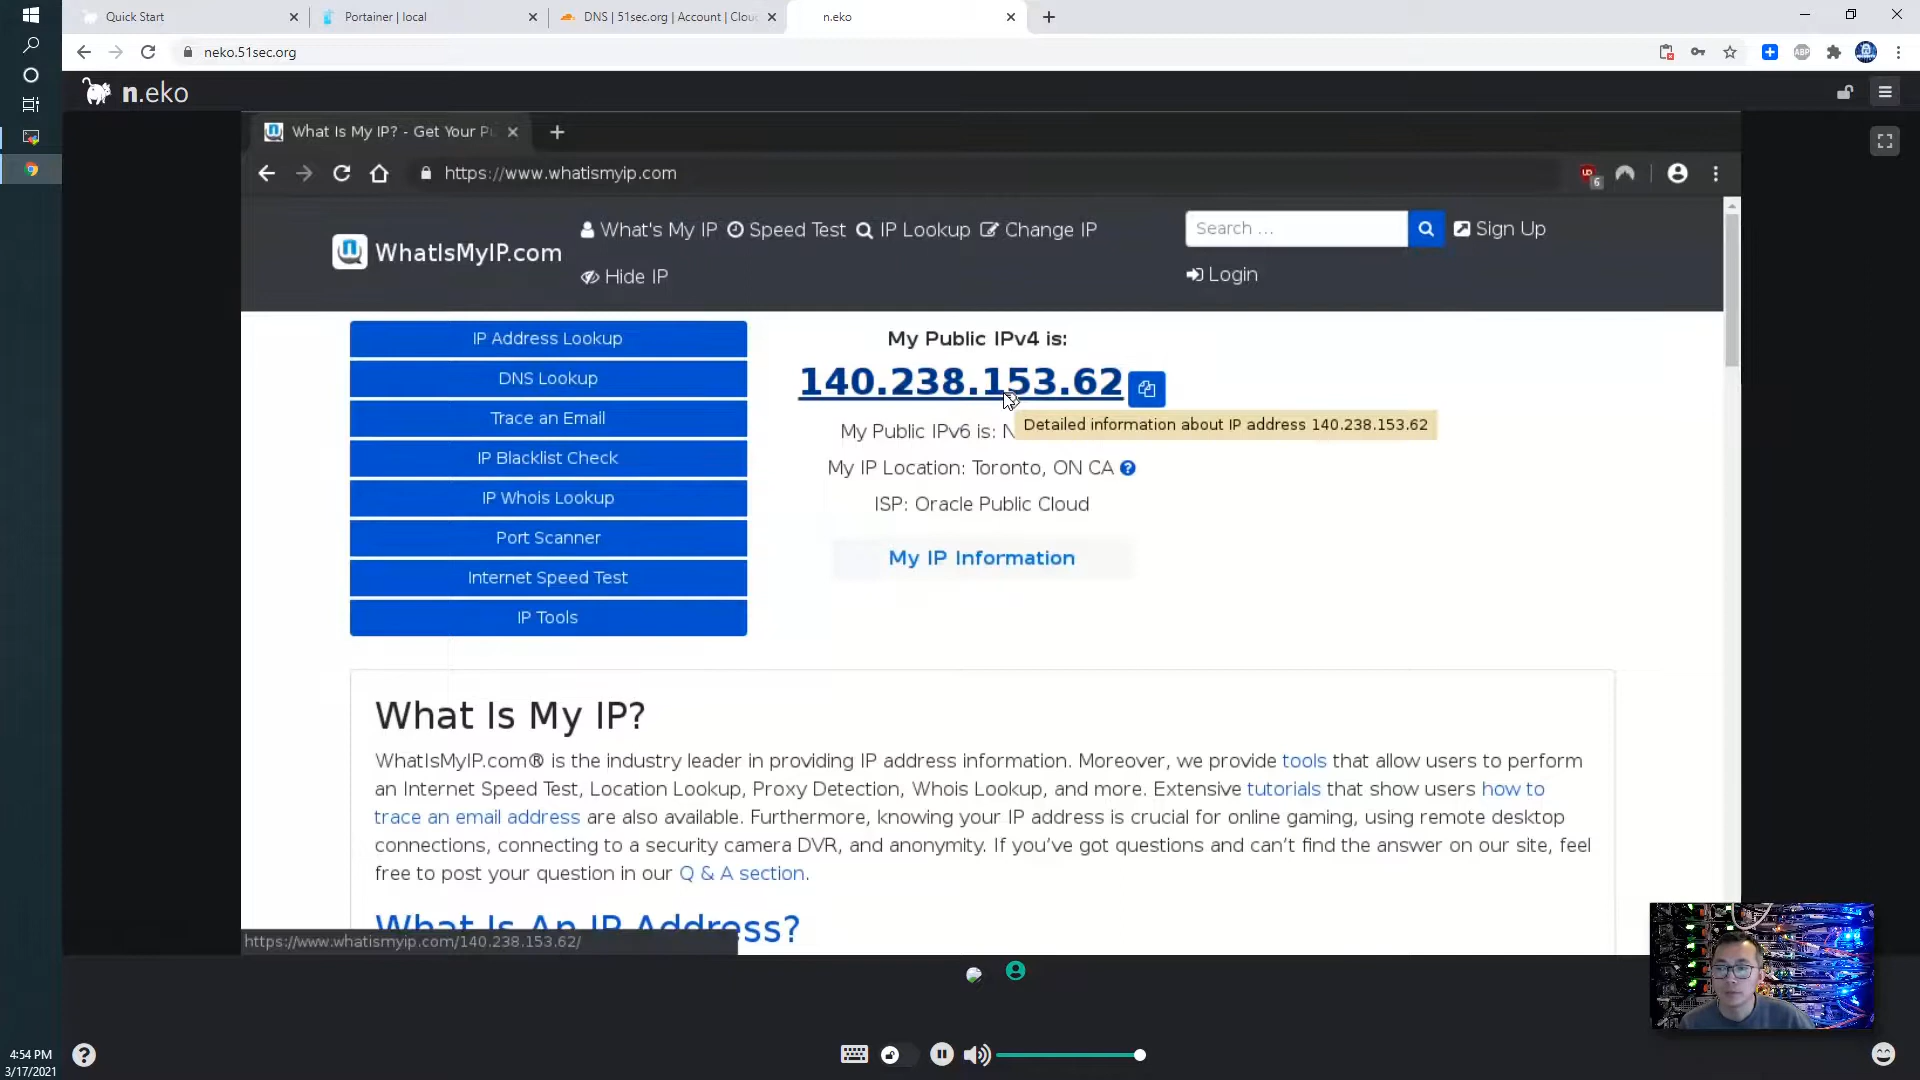 Quick Start
Portainer | local
DNS | 51sec.org | Account | Clou
n.eko
neko.51sec.org
ABP
n.eko
What Is My IP? - Get Your P
https://www.whatismyip.com
6
WhatIsMyIP.com
What's My IP
Speed Test
IP Lookup
Change IP
Hide IP
Search ...
Sign Up
Login
IP Address Lookup
DNS Lookup
Trace an Email
IP Blacklist Check
IP Whois Lookup
Port Scanner
Internet Speed Test
IP Tools
My Public IPv4 is:
140.238.153.62
My Public IPv6 is: N
Detailed information about IP address 140.238.153.62
My IP Location: Toronto, ON CA
ISP: Oracle Public Cloud
My IP Information
What Is My IP?
WhatIsMyIP.com® is the industry leader in providing IP address information. Moreover, we provide tools that allow users to perform
an Internet Speed Test, Location Lookup, Proxy Detection, Whois Lookup, and more. Extensive tutorials that show users how to
trace an email address are also available. Furthermore, knowing your IP address is crucial for online gaming, using remote desktop
connections, connecting to a security camera DVR, and anonymity. If you've got questions and can't find the answer on our site, feel
free to post your question in our Q & A section.
What Is An IP Address?
https://www.whatismyip.com/140.238.153.62/
4:54 PM
3/17/2021